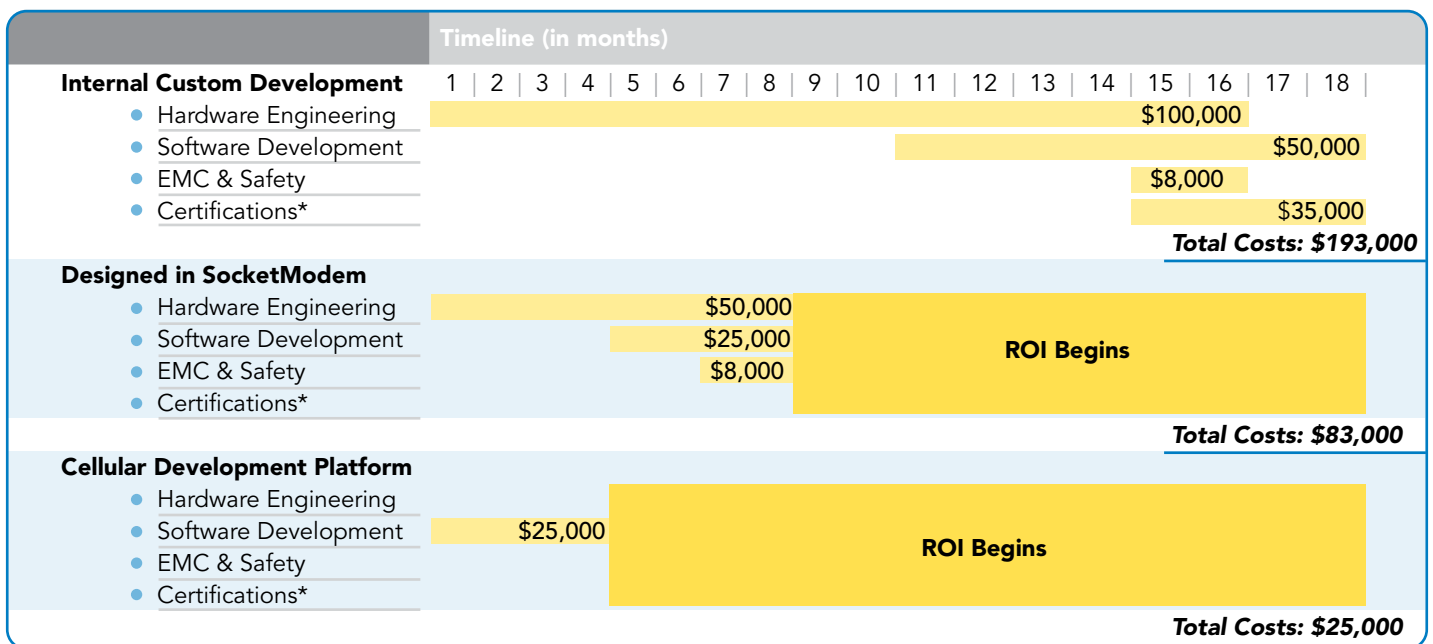 Timeline (in months)
Internal Custom Development 1 | 2 | 3 | 4 | 5 | 6 | 7 | 8 | 9 | 10 | 11 | 12 | 13 | 14 | 15 | 16 | 17 | 18 |
• Hardware Engineering $100,000
• Software Development $50,000
• EMC & Safety $8,000
• Certifications* $35,000
Total Costs: $193,000
Designed in SocketModem
• Hardware Engineering $50,000
• Software Development $25,000
ROI Begins
• EMC & Safety $8,000
• Certifications*
Total Costs: $83,000
Cellular Development Platform
• Hardware Engineering
• Software Development $25,000
ROI Begins
• EMC & Safety
• Certifications*
Total Costs: $25,000